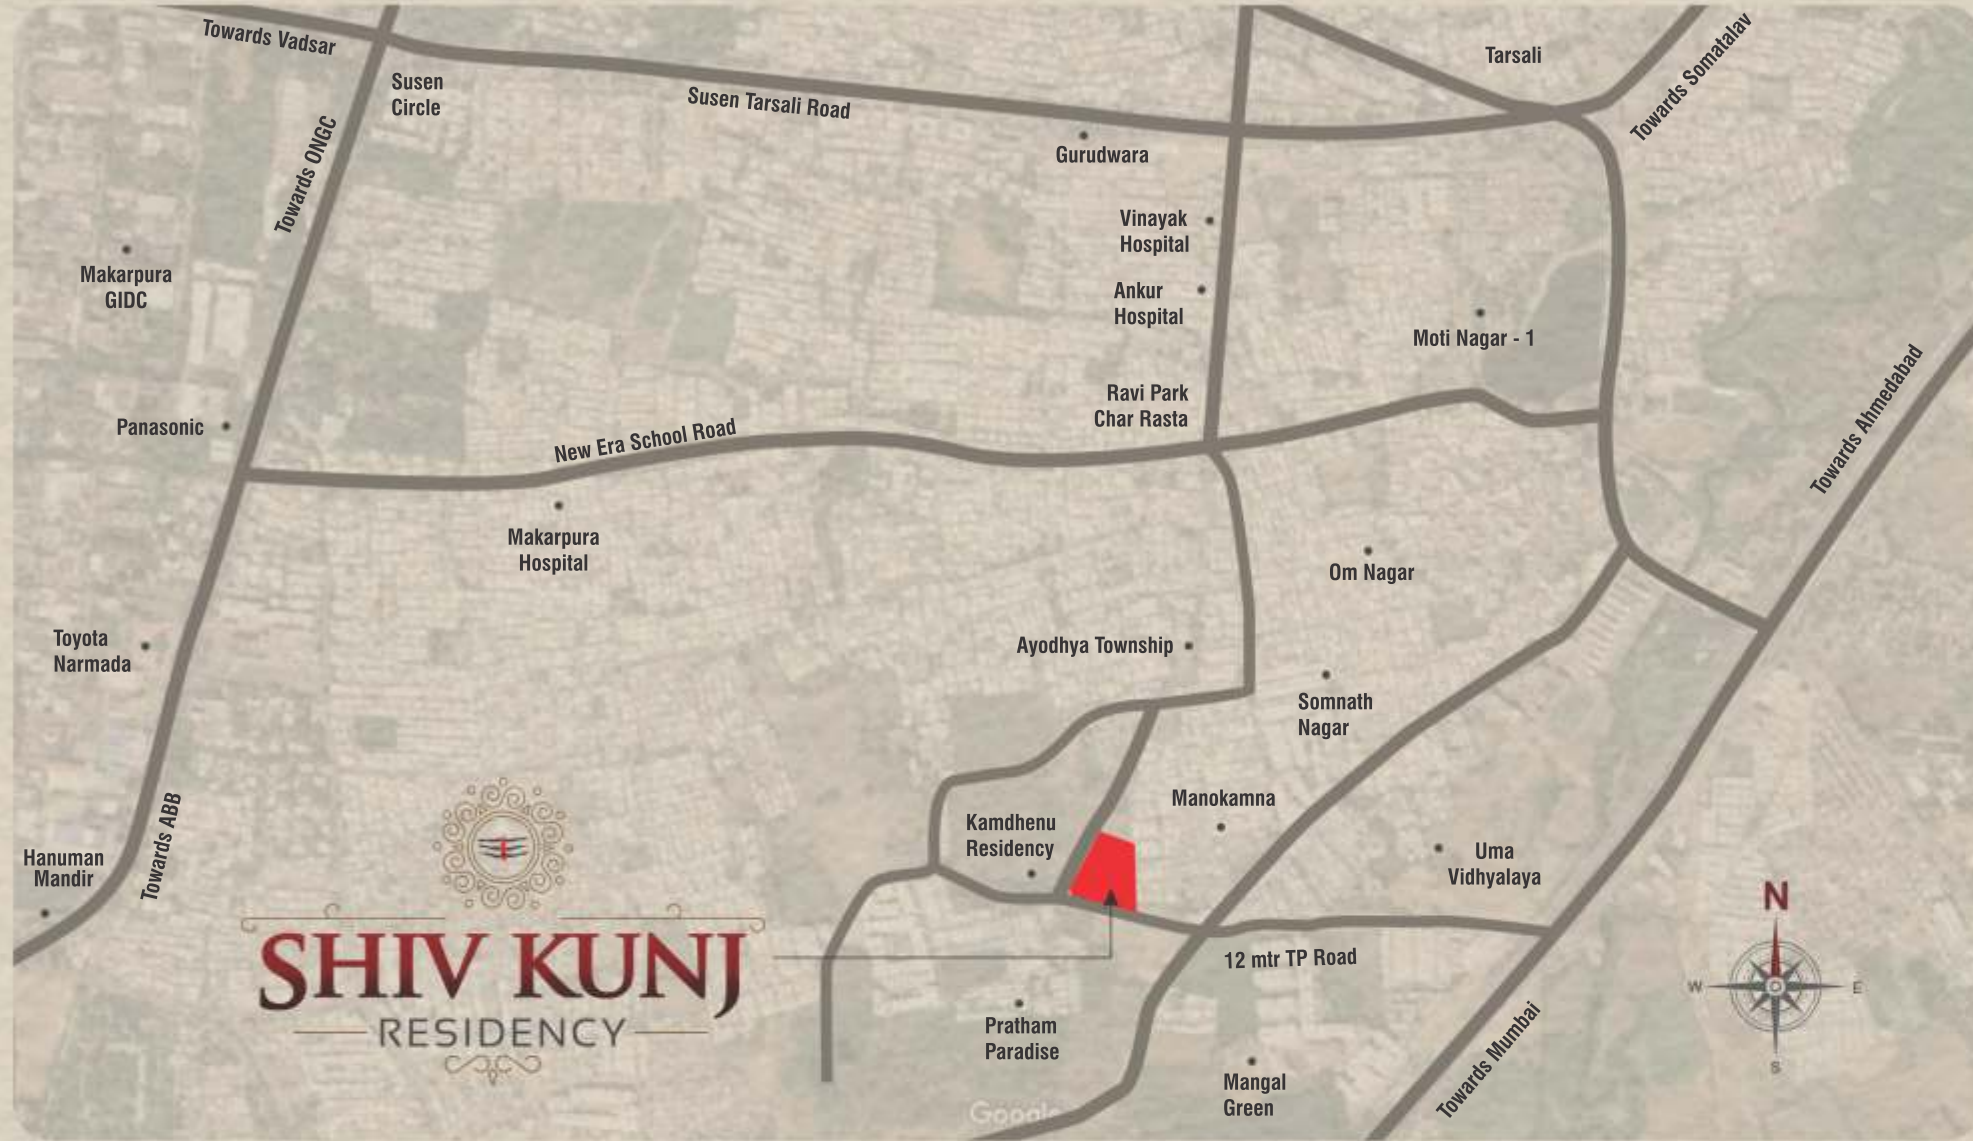 Towards Vadsar
Tarsali
Towards Somatalav
Susen
Circle
Susen Tarsali Road
Towards ONGC
Gurudwara
Vinayak
Hospital
Makarpura
GIDC
Ankur
Hospital
Moti Nagar - 1
Ravi Park
Char Rasta
Towards Ahmedabad
Panasonic
New Era School Road
Makarpura
Hospital
Om Nagar
Toyota
Narmada
Ayodhya Township
Somnath
Nagar
Manokamna
Towards ABB
Kamdhenu
Residency
Uma
Vidhyalaya
Hanuman
Mandir
SHIV KUNJ
RESIDENCY
12 mtr TP Road
N
W
E
S
Pratham
Paradise
Towards Mumbai
Mangal
Green
Google